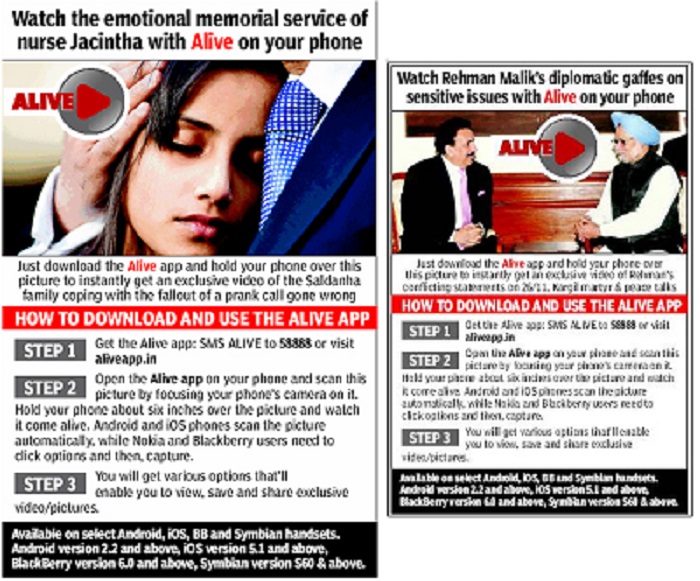 Watch the emotional memorial service of
nurse Jacintha with Alive on your phone
ALIVE
Just download the Alive app and hold your phone over this
picture to instantly get an exclusive video of the Saldanha
family coping with the fallout of a prank call gone wrong
HOW TO DOWNLOAD AND USE THE ALIVE APP
STEP 1 Get the Alive app: SMS ALIVE to 58888 or visit
aliveapp.in
STEP 2 Open the Alive app on your phone and scan this
picture by focusing your phone's camera on it.
Hold your phone about six inches over the picture and watch
it come alive. Android and iOS phones scan the picture
automatically, while Nokia and Blackberry users need to
click options and then, capture.
STEP 3 You will get various options that'll
enable you to view, save and share exclusive
video/pictures.
Available on select Android, iOS, BB and Symbian handsets.
Android version 2.2 and above, iOS version 5.1 and above,
BlackBerry version 6.0 and above, Symbian version S60 & above.
Watch Rehman Malik's diplomatic gaffes on
sensitive issues with Alive on your phone
ALIVE
Just download the Alive app and hold your phone over
this picture to instantly get an exclusive video of Rehman's
conflicting statements on 26/11, Kargil martyr & peace talks
HOW TO DOWNLOAD AND USE THE ALIVE APP
STEP 1 Get the Alive app: SMS ALIVE to 58888 or visit
aliveapp.in
STEP 2 Open the Alive app on your phone and scan this
picture by focusing your phone's camera on it.
Hold your phone about six inches over the picture and watch
it come alive. Android and iOS phones scan the picture
automatically, while Nokia and Blackberry users need to
click options and then, capture.
STEP 3 You will get various options that'll enable
you to view, save and share exclusive
video/pictures.
Available on select Android, iOS, BB and Symbian handsets.
Android version 2.2 and above, iOS version 5.1 and above,
BlackBerry version 6.0 and above, Symbian version S60 & above.